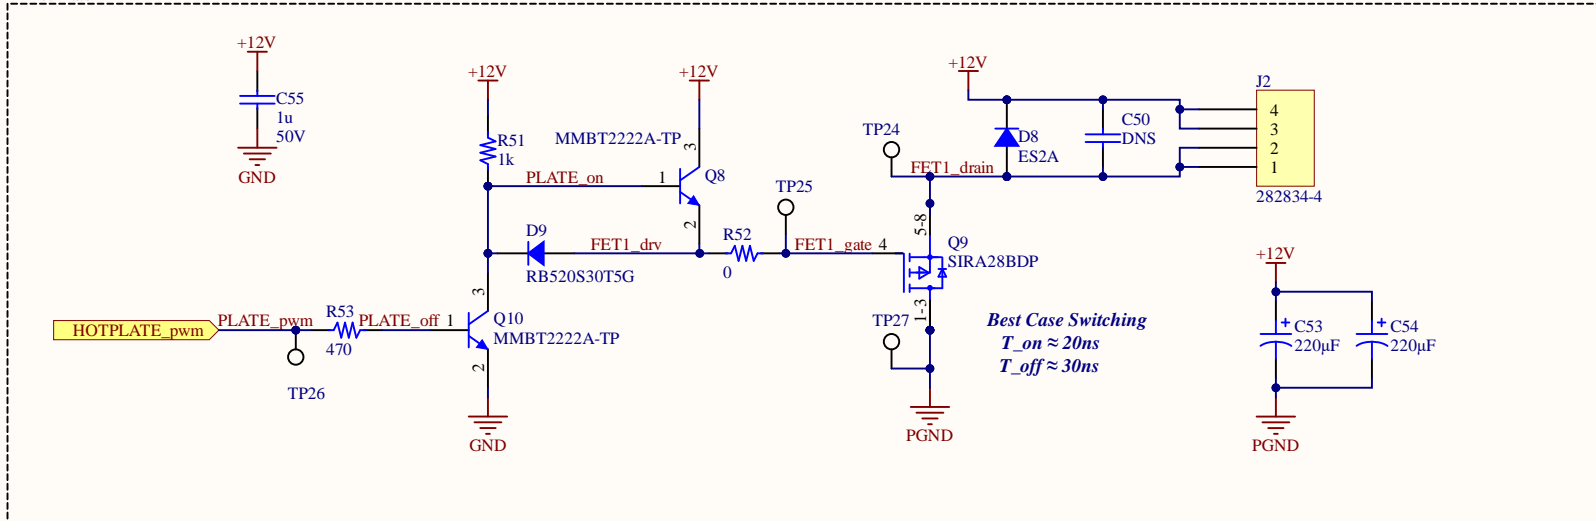 +12V
C55
1u
50V
GND
+12V
R51
1k
MMBT2222A-TP
+12V
3
Q8
1
2
PLATE_on
D9
RB520S30T5G
FET1_drv
R52
0
TP25
FET1_gate
4
HOTPLATE_pwm
PLATE_pwm
TP26
R53
470
PLATE_off
1
3
Q10
MMBT2222A-TP
2
GND
+12V
TP24
FET1_drain
D8
ES2A
C50
DNS
J2
4
3
2
1
282834-4
5-8
Q9
SIRA28BDP
1-3
TP27
PGND
Best Case Switching
T_on ≈ 20ns
T_off ≈ 30ns
+12V
C53
220µF
C54
220µF
PGND